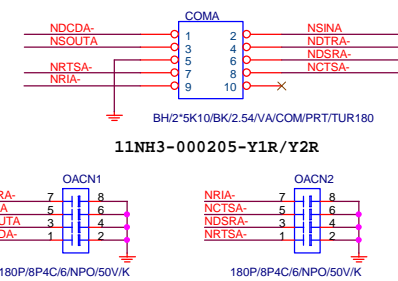 COMA
NDCDA- 1 2 NSINA
NSOUTA 3 4 NDTRA-
5 6 NDSRA-
NRTSA- 7 8 NCTSA-
NRIA- 9 10
BH/2*5K10/BK/2.54/VA/COM/PRT/TUR180
11NH3-000205-Y1R/Y2R
OACN1 OACN2
RA- 7 8 NRIA- 7 8
A 5 6 NCTSA- 5 6
UTA 3 4 NDSRA- 3 4
DA- 1 2 NRTSA- 1 2
180P/8P4C/6/NPO/50V/K 180P/8P4C/6/NPO/50V/K